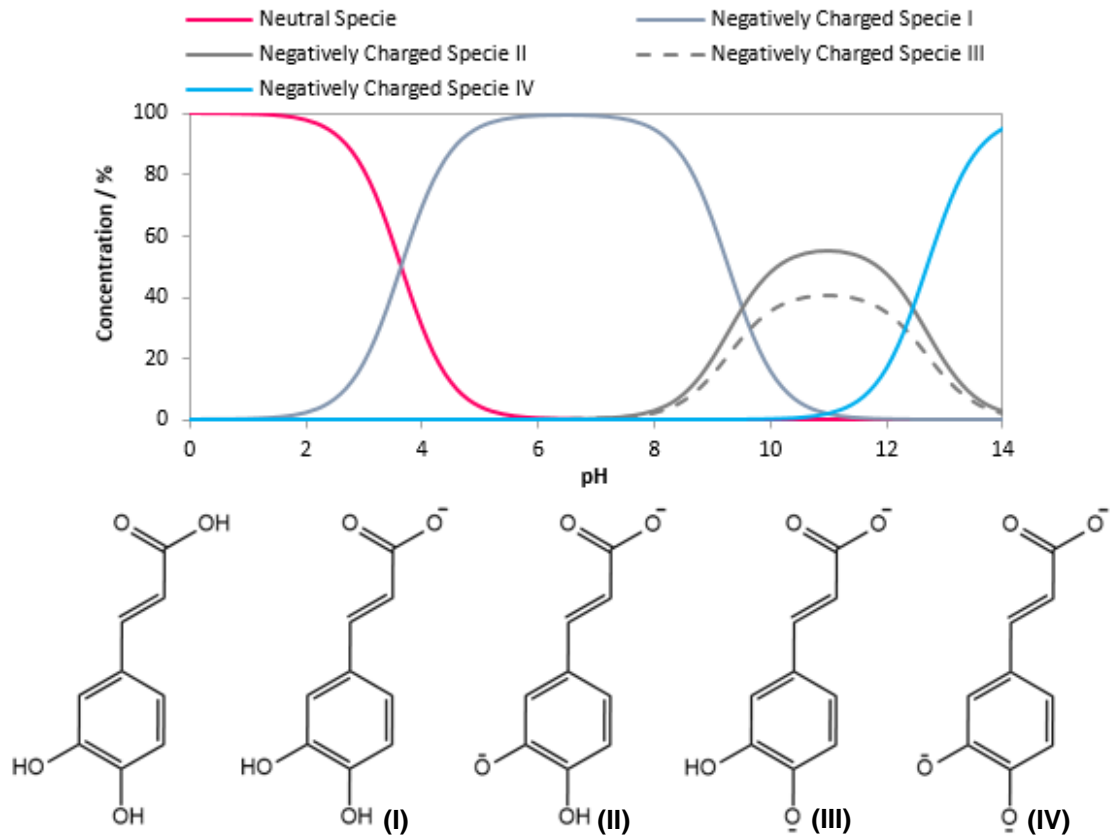 Neutral Specie
Negatively Charged Specie I
Negatively Charged Specie II
Negatively Charged Specie III
Negatively Charged Specie IV
Concentration / %
100
80
60
40
20
0
0 2 4 6 8 10 12 14
pH
O OH
O O-
O O-
O O-
O O-
HO
OH
HO
OH (I)
-O
OH (II)
HO
O- (III)
-O
O- (IV)